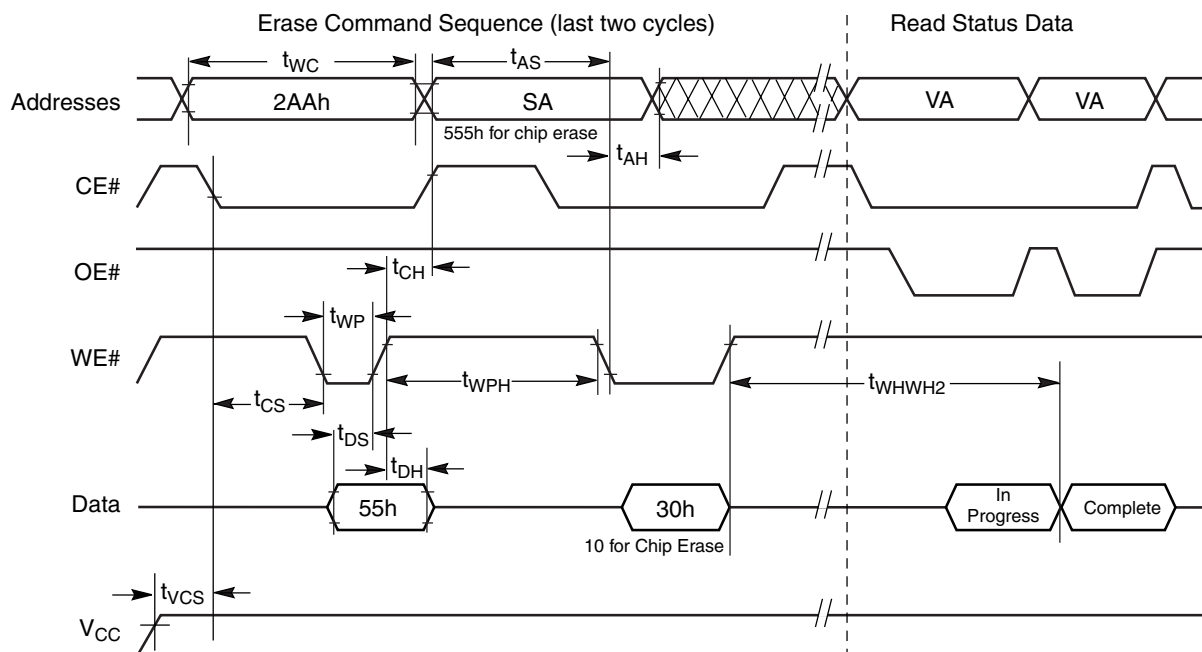 Erase Command Sequence (last two cycles)
Read Status Data
tWC
tAS
Addresses
2AAh
SA
VA
VA
555h for chip erase
tAH
CE#
OE#
tCH
tWP
WE#
tWPH
tWHWH2
tCS
tDS
tDH
Data
55h
30h
In
Progress
Complete
10 for Chip Erase
tVCS
VCC